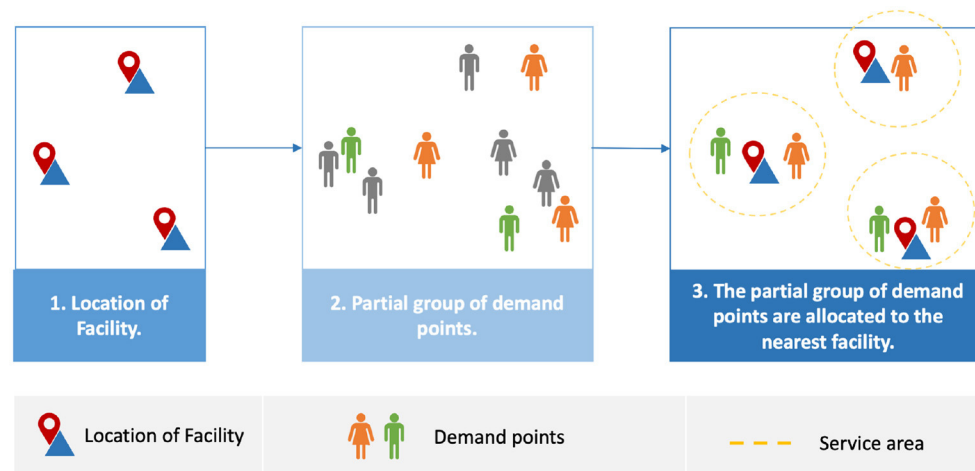 1. Location of
Facility.
2. Partial group of demand
points.
3. The partial group of demand
points are allocated to the
nearest facility.
Location of Facility
Demand points
Service area